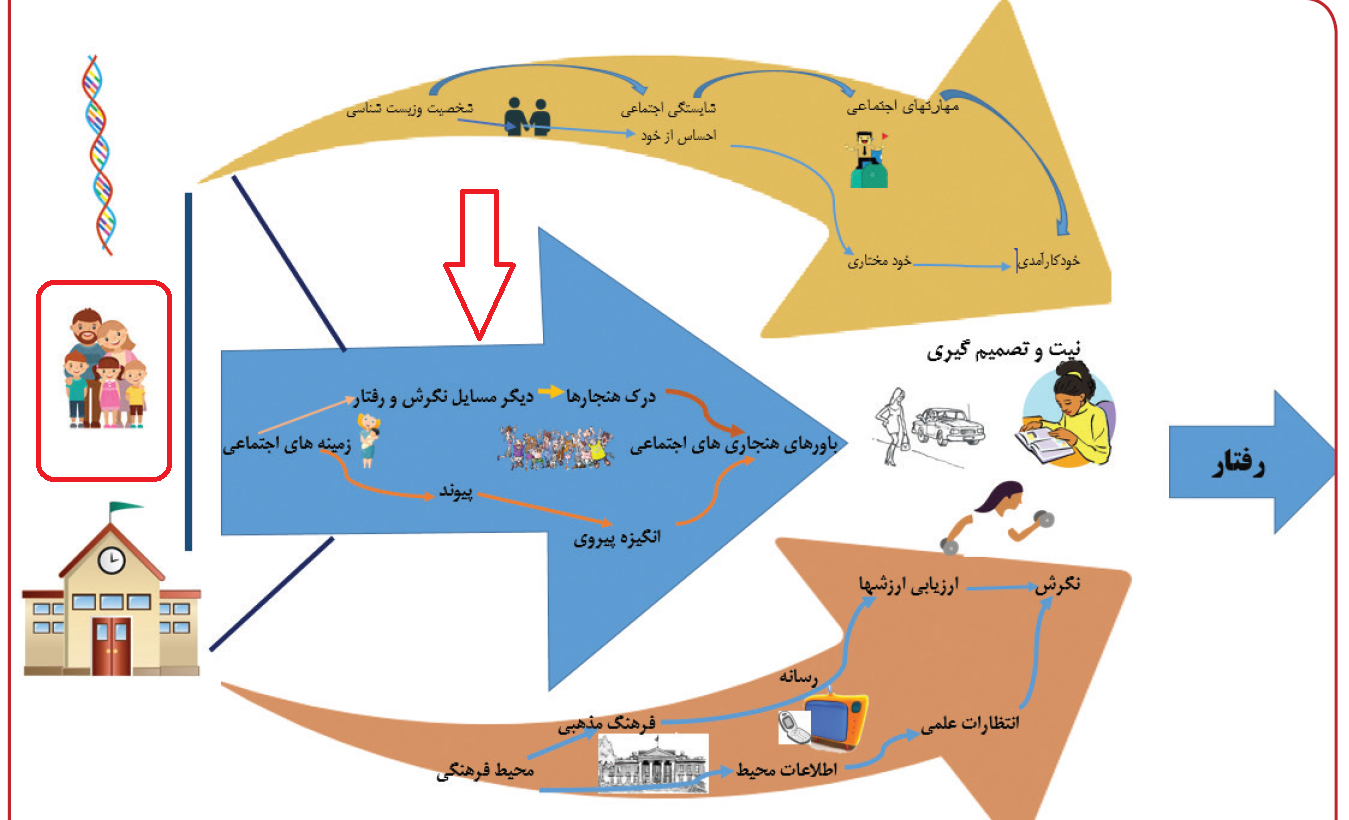 شخصیت وزیست شناسی
شایستگی اجتماعی
مهارتهای اجتماعی
احساس از خود
خود مختاری
خودکارآمدی
نیت و تصمیم گیری
دیگر مسایل نگرش و رفتار
درک هنجارها
زمینه های اجتماعی
باورهای هنجاری های اجتماعی
پیوند
انگیزه پیروی
رفتار
ارزیابی ارزشها
نگرش
رسانه
فرهنگ مذهبی
انتظارات علمی
محیط فرهنگی
اطلاعات محیط